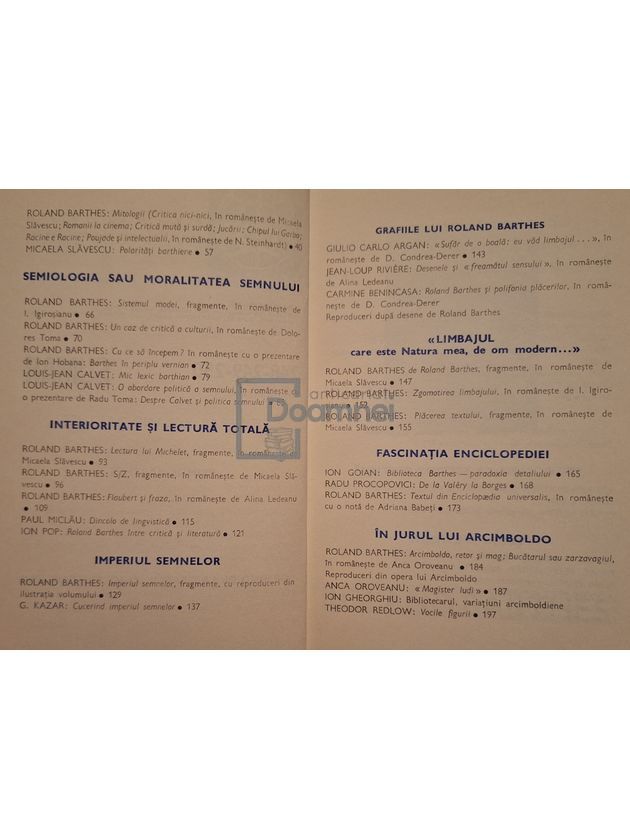 ROLAND BARTHES: Mitologii (Critica nici-nici, în românește de Micaela
Slăvescu; Romanii la cinema; Critică mută și surdă; Jucării; Chipul lui Garbo;
Racine e Racine; Poujade și intelectualii, în românește de N. Steinhardt) • 40
MICAELA SLĂVESCU: Polarități barthiene • 57
SEMIOLOGIA SAU MORALITATEA SEMNULUI
ROLAND BARTHES: Sistemul modei, fragmente, în românește de
I. Igiroșianu • 66
ROLAND BARTHES: Un caz de critică a culturii, în românește de Dolo-
res Toma • 70
ROLAND BARTHES: Cu ce să începem? în românește cu o prezentare
de Ion Hobana: Barthes în periplu vernian • 72
LOUIS-JEAN CALVET: Mic lexic barthian • 79
LOUIS-JEAN CALVET: O abordare politică a semnului, în românește cu
o prezentare de Radu Toma: Despre Calvet și politica semnului •
INTERIORITATE ȘI LECTURĂ TOTALĂ
ROLAND BARTHES: Lectura lui Michelet, fragmente, în românește de
Micaela Slăvescu • 93
ROLAND BARTHES: S/Z, fragmente, în românește de Micaela Slă-
vescu • 96
ROLAND BARTHES: Flaubert și fraza, în românește de Alina Ledeanu
• 109
PAUL MICLĂU: Dincolo de lingvistică • 115
ION POP: Roland Barthes între critică și literatură • 121
IMPERIUL SEMNELOR
ROLAND BARTHES: Imperiul semnelor, fragmente, cu reproduceri din
ilustrația volumului • 129
G. KAZAR: Cucerind imperiul semnelor • 137
GRAFIILE LUI ROLAND BARTHES
GIULIO CARLO ARGAN: «Sufăr de o boală: eu văd limbajul ...», în
românește de D. Condrea-Derer • 143
JEAN-LOUP RIVIÈRE: Desenele și «freamătul sensului», în românește
de Alina Ledeanu
CARMINE BENINCASA: Roland Barthes și polifonia plăcerilor, în româ-
nește de D. Condrea-Derer
Reproduceri după desene de Roland Barthes
«LIMBAJUL
care este Natura mea, de om modern...»
ROLAND BARTHES de Roland Barthes, fragmente, în românește de
Micaela Slăvescu • 147
ROLAND BARTHES: Zgomotirea limbajului, în românește de I. Igiro-
șianu • 152
ROLAND BARTHES: Plăcerea textului, fragmente, în românește de
Micaela Slăvescu • 155
FASCINAȚIA ENCICLOPEDIEI
ION GOIAN: Biblioteca Barthes — paradoxia detaliului • 165
RADU PROCOPOVICI: De la Valéry la Borges • 168
ROLAND BARTHES: Textul din Enciclopædia universalis, în românește
cu o notă de Adriana Babeți • 173
ÎN JURUL LUI ARCIMBOLDO
ROLAND BARTHES: Arcimboldo, retor și mag; Bucătarul sau zarzavagiul,
în românește de Anca Oroveanu • 184
Reproduceri din opera lui Arcimboldo
ANCA OROVEANU: «Magister ludi» • 187
ION GHEORGHIU: Bibliotecarul, variațiuni arcimboldiene
THEODOR REDLOW: Vocile figurii • 197
Doamnei